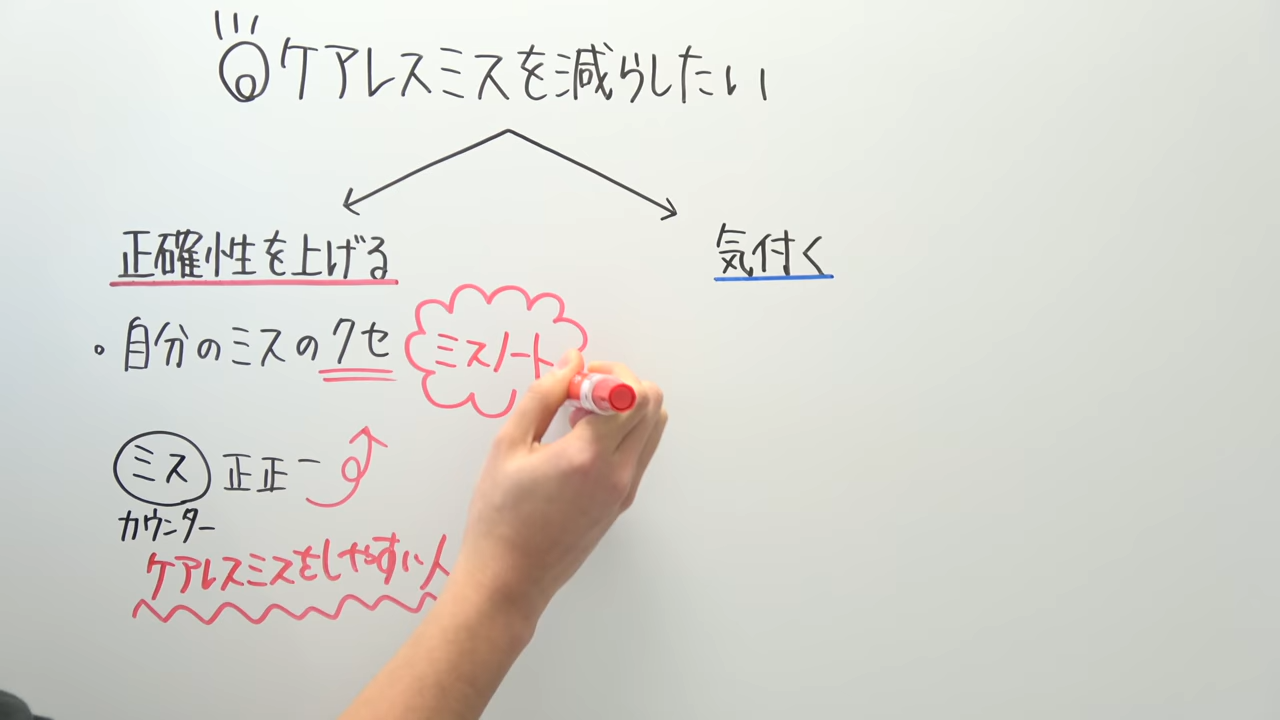 ケアレスミスを減らしたい
正確性を上げる
気付く
・自分のミスのクセ
ミスノート
ミス 正正一
カウンター
ケアレスミスをしやすい人